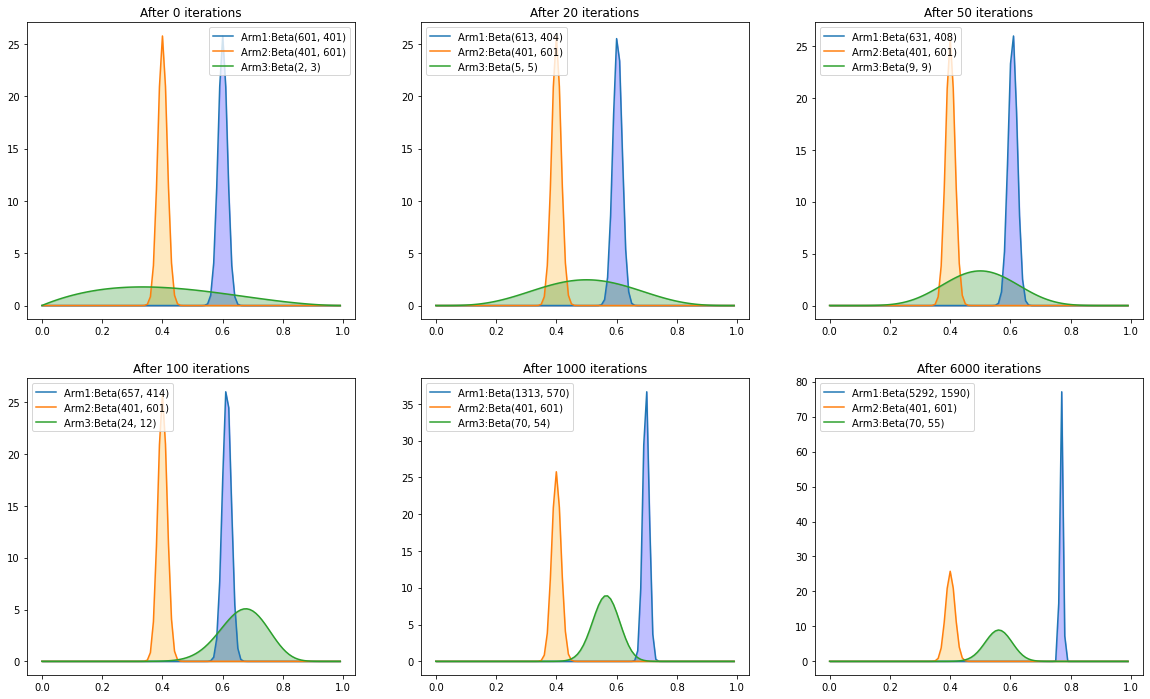 After 0 iterations
Arm1:Beta(601, 401)
Arm2:Beta(401, 601)
Arm3:Beta(2, 3)
25
20
15
10
5
0
0.0 0.2 0.4 0.6 0.8 1.0
After 20 iterations
Arm1:Beta(613, 404)
Arm2:Beta(401, 601)
Arm3:Beta(5, 5)
25
20
15
10
5
0
0.0 0.2 0.4 0.6 0.8 1.0
After 50 iterations
Arm1:Beta(631, 408)
Arm2:Beta(401, 601)
Arm3:Beta(9, 9)
25
20
15
10
5
0
0.0 0.2 0.4 0.6 0.8 1.0
After 100 iterations
Arm1:Beta(657, 414)
Arm2:Beta(401, 601)
Arm3:Beta(24, 12)
25
20
15
10
5
0
0.0 0.2 0.4 0.6 0.8 1.0
After 1000 iterations
Arm1:Beta(1313, 570)
Arm2:Beta(401, 601)
Arm3:Beta(70, 54)
35
30
25
20
15
10
5
0
0.0 0.2 0.4 0.6 0.8 1.0
After 6000 iterations
Arm1:Beta(5292, 1590)
Arm2:Beta(401, 601)
Arm3:Beta(70, 55)
80
70
60
50
40
30
20
10
0
0.0 0.2 0.4 0.6 0.8 1.0